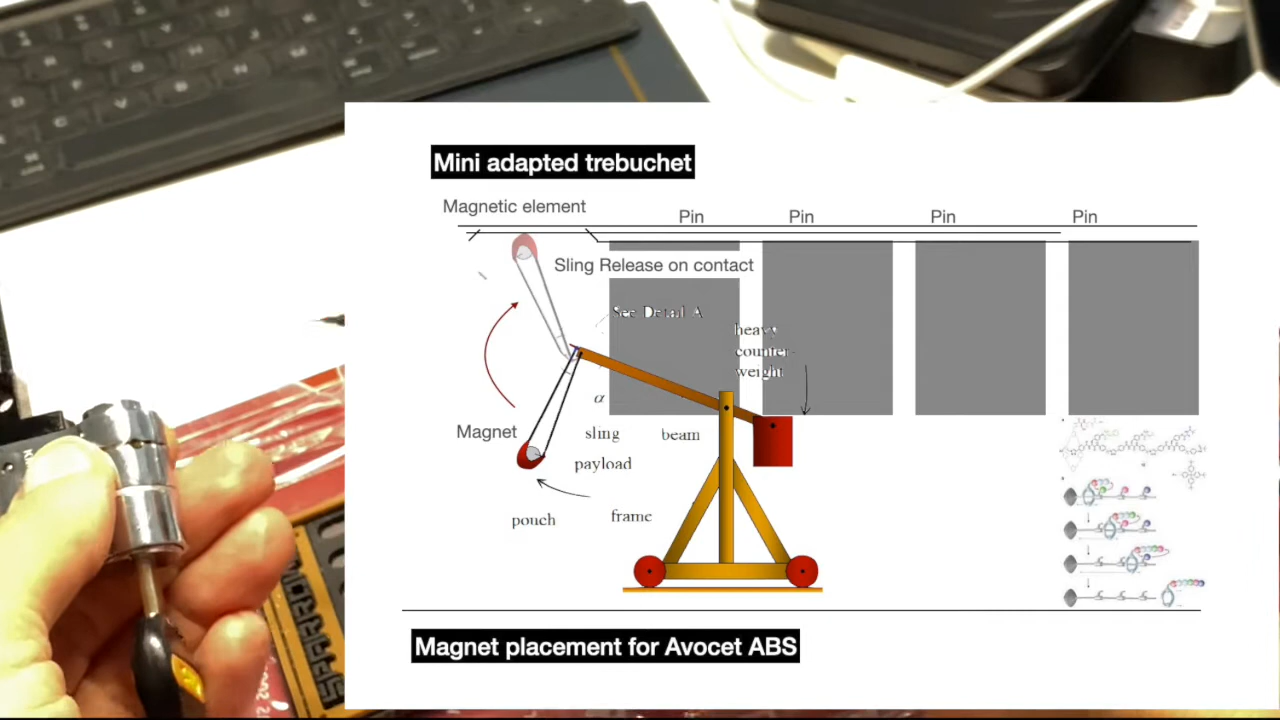 Mini adapted trebuchet
Magnetic element
Pin Pin Pin Pin
Sling Release on contact
See Detail A
heavy
counter-
weight
α
Magnet
sling
beam
payload
pouch
frame
Magnet placement for Avocet ABS